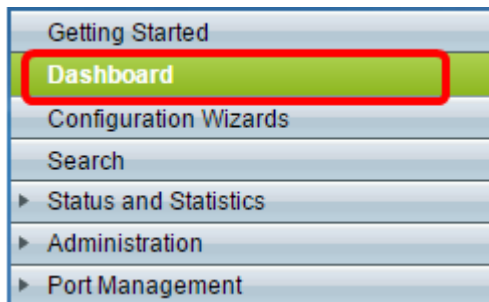 Getting Started
Dashboard
Configuration Wizards
Search
Status and Statistics
Administration
Port Management